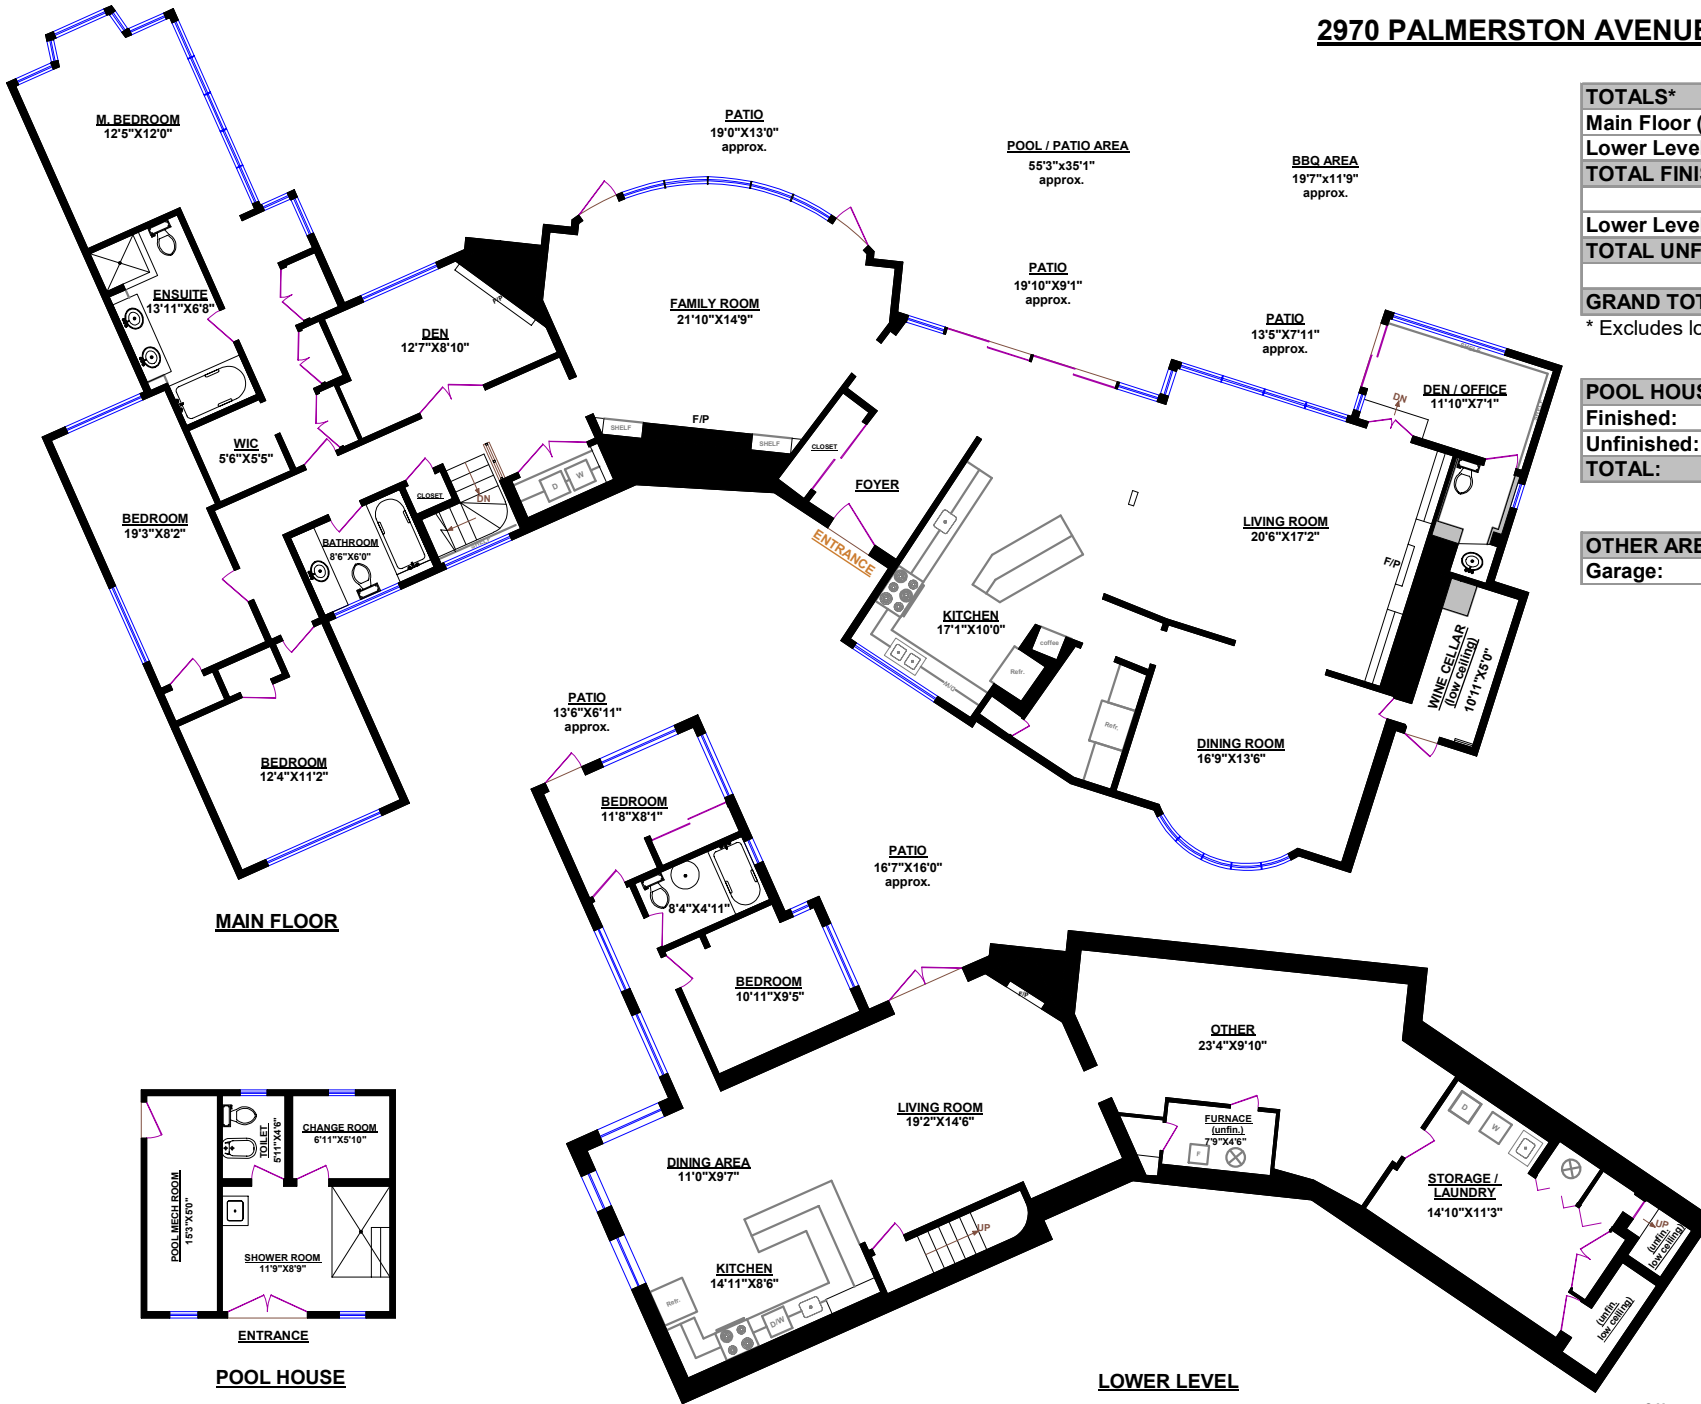 2970 PALMERSTON AVENUE
TOTALS*
Main Floor (
Lower Level
TOTAL FINIS
Lower Level
TOTAL UNF
GRAND TOT
* Excludes lo
POOL HOUS
Finished:
Unfinished:
TOTAL:
OTHER ARE
Garage:
M. BEDROOM
12'5"X12'0"
PATIO
19'0"X13'0"
approx.
POOL / PATIO AREA
55'3"x35'1"
approx.
BBQ AREA
19'7"x11'9"
approx.
ENSUITE
13'11"X6'8"
DEN
12'7"X8'10"
F/P
FAMILY ROOM
21'10"X14'9"
PATIO
19'10"X9'1"
approx.
PATIO
13'5"X7'11"
approx.
DEN / OFFICE
11'10"X7'1"
DN
WIC
5'6"X5'5"
SHELF
F/P
SHELF
CLOSET
FOYER
ENTRANCE
BEDROOM
19'3"X8'2"
CLOSET
DN
D
W
BATHROOM
8'6"X6'0"
LIVING ROOM
20'6"X17'2"
F/P
KITCHEN
17'1"X10'0"
coffee
Refr.
M/O
Refr.
WINE CELLAR
(low ceiling)
10'11"X5'0"
DINING ROOM
16'9"X13'6"
BEDROOM
12'4"X11'2"
MAIN FLOOR
PATIO
13'6"X6'11"
approx.
BEDROOM
11'8"X8'1"
PATIO
16'7"X16'0"
approx.
8'4"X4'11"
BEDROOM
10'11"X9'5"
F/P
OTHER
23'4"X9'10"
LIVING ROOM
19'2"X14'6"
FURNACE
(unfin.)
7'9"X4'6"
F
DINING AREA
11'0"X9'7"
D
W
STORAGE /
LAUNDRY
14'10"X11'3"
UP
(unfin.
low ceiling)
(unfin.
low ceiling)
UP
KITCHEN
14'11"X8'6"
Refr.
D/W
LOWER LEVEL
TOILET
5'11"X4'6"
CHANGE ROOM
6'11"X5'10"
POOL MECH ROOM
15'3"X5'0"
SHOWER ROOM
11'9"X8'9"
ENTRANCE
POOL HOUSE